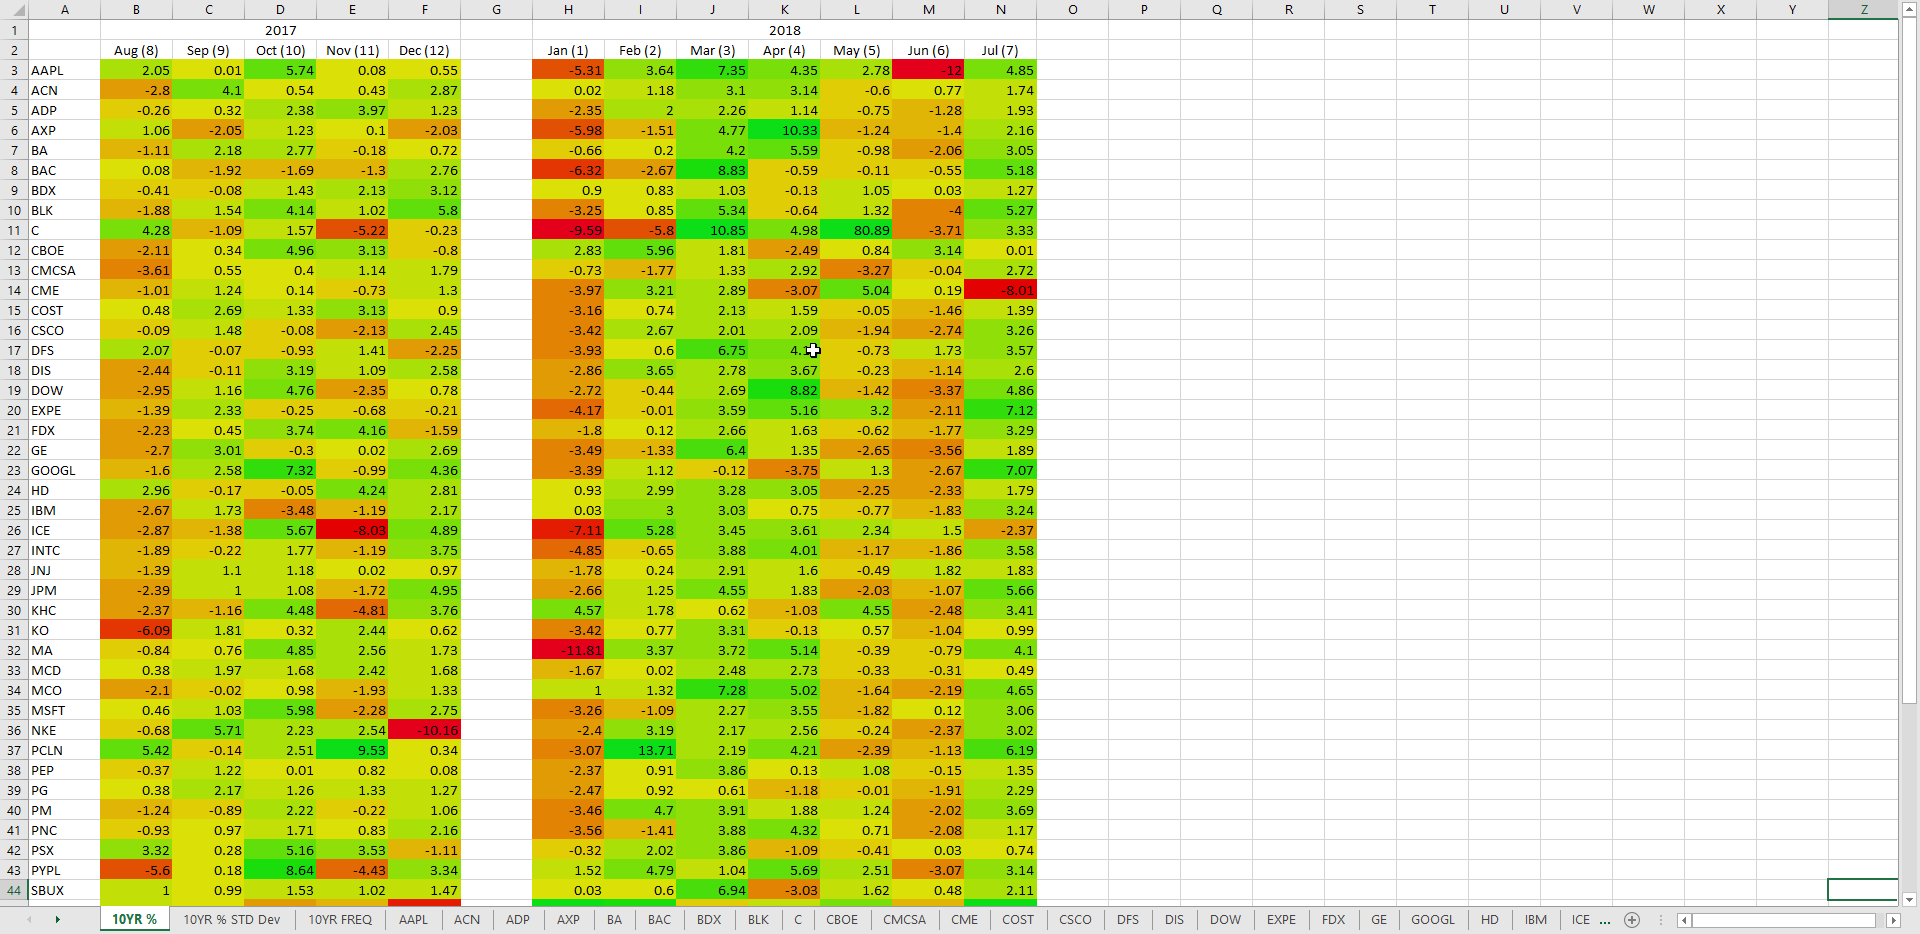 A B C D E F G H I J K L M N O P Q R S T U V W X Y Z
1 2017 2018
2 Aug (8) Sep (9) Oct (10) Nov (11) Dec (12) Jan (1) Feb (2) Mar (3) Apr (4) May (5) Jun (6) Jul (7)
3 AAPL 2.05 0.01 5.74 0.08 0.55 -5.31 3.64 7.35 4.35 2.78 -12 4.85
4 ACN -2.8 4.1 0.54 0.43 2.87 0.02 1.18 3.1 3.14 -0.6 0.77 1.74
5 ADP -0.26 0.32 2.38 3.97 1.23 -2.35 2 2.26 1.14 -0.75 -1.28 1.93
6 AXP 1.06 -2.05 1.23 0.1 -2.03 -5.98 -1.51 4.77 10.33 -1.24 -1.4 2.16
7 BA -1.11 2.18 2.77 -0.18 0.72 -0.66 0.2 4.2 5.59 -0.98 -2.06 3.05
8 BAC 0.08 -1.92 -1.69 -1.3 2.76 -6.32 -2.67 8.83 -0.59 -0.11 -0.55 5.18
9 BDX -0.41 -0.08 1.43 2.13 3.12 0.9 0.83 1.03 -0.13 1.05 0.03 1.27
10 BLK -1.88 1.54 4.14 1.02 5.8 -3.25 0.85 5.34 -0.64 1.32 -4 5.27
11 C 4.28 -1.09 1.57 -5.22 -0.23 -9.59 -5.8 10.85 4.98 80.89 -3.71 3.33
12 CBOE -2.11 0.34 4.96 3.13 -0.8 2.83 5.96 1.81 -2.49 0.84 3.14 0.01
13 CMCSA -3.61 0.55 0.4 1.14 1.79 -0.73 -1.77 1.33 2.92 -3.27 -0.04 2.72
14 CME -1.01 1.24 0.14 -0.73 1.3 -3.97 3.21 2.89 -3.07 5.04 0.19 -8.01
15 COST 0.48 2.69 1.33 3.13 0.9 -3.16 0.74 2.13 1.59 -0.05 -1.46 1.39
16 CSCO -0.09 1.48 -0.08 -2.13 2.45 -3.42 2.67 2.01 2.09 -1.94 -2.74 3.26
17 DFS 2.07 -0.07 -0.93 1.41 -2.25 -3.93 0.6 6.75 -0.73 1.73 3.57
18 DIS -2.44 -0.11 3.19 1.09 2.58 -2.86 3.65 2.78 3.67 -0.23 -1.14 2.6
19 DOW -2.95 1.16 4.76 -2.35 0.78 -2.72 -0.44 2.69 8.82 -1.42 -3.37 4.86
20 EXPE -1.39 2.33 -0.25 -0.68 -0.21 -4.17 -0.01 3.59 5.16 3.2 -2.11 7.12
21 FDX -2.23 0.45 3.74 4.16 -1.59 -1.8 0.12 2.66 1.63 -0.62 -1.77 3.29
22 GE -2.7 3.01 -0.3 0.02 2.69 -3.49 -1.33 6.4 1.35 -2.65 -3.56 1.89
23 GOOGL -1.6 2.58 7.32 -0.99 4.36 -3.39 1.12 -0.12 -3.75 1.3 -2.67 7.07
24 HD 2.96 -0.17 -0.05 4.24 2.81 0.93 2.99 3.28 3.05 -2.25 -2.33 1.79
25 IBM -2.67 1.73 -3.48 -1.19 2.17 0.03 3 3.03 0.75 -0.77 -1.83 3.24
26 ICE -2.87 -1.38 5.67 -8.03 4.89 -7.11 5.28 3.45 3.61 2.34 1.5 -2.37
27 INTC -1.89 -0.22 1.77 -1.19 3.75 -4.85 -0.65 3.88 4.01 -1.17 -1.86 3.58
28 JNJ -1.39 1.1 1.18 0.02 0.97 -1.78 0.24 2.91 1.6 -0.49 1.82 1.83
29 JPM -2.39 1 1.08 -1.72 4.95 -2.66 1.25 4.55 1.83 -2.03 -1.07 5.66
30 KHC -2.37 -1.16 4.48 -4.81 3.76 4.57 1.78 0.62 -1.03 4.55 -2.48 3.41
31 KO -6.09 1.81 0.32 2.44 0.62 -3.42 0.77 3.31 -0.13 0.57 -1.04 0.99
32 MA -0.84 0.76 4.85 2.56 1.73 -11.81 3.37 3.72 5.14 -0.39 -0.79 4.1
33 MCD 0.38 1.97 1.68 2.42 1.68 -1.67 0.02 2.48 2.73 -0.33 -0.31 0.49
34 MCO -2.1 -0.02 0.98 -1.93 1.33 1 1.32 7.28 5.02 -1.64 -2.19 4.65
35 MSFT 0.46 1.03 5.98 -2.28 2.75 -3.26 -1.09 2.27 3.55 -1.82 0.12 3.06
36 NKE -0.68 5.71 2.23 2.54 -10.16 -2.4 3.19 2.17 2.56 -0.24 -2.37 3.02
37 PCLN 5.42 -0.14 2.51 9.53 0.34 -3.07 13.71 2.19 4.21 -2.39 -1.13 6.19
38 PEP -0.37 1.22 0.01 0.82 0.08 -2.37 0.91 3.86 0.13 1.08 -0.15 1.35
39 PG 0.38 2.17 1.26 1.33 1.27 -2.47 0.92 0.61 -1.18 -0.01 -1.91 2.29
40 PM -1.24 -0.89 2.22 -0.22 1.06 -3.46 4.7 3.91 1.88 1.24 -2.02 3.69
41 PNC -0.93 0.97 1.71 0.83 2.16 -3.56 -1.41 3.88 4.32 0.71 -2.08 1.17
42 PSX 3.32 0.28 5.16 3.53 -1.11 -0.32 2.02 3.86 -1.09 -0.41 0.03 0.74
43 PYPL -5.6 0.18 8.64 -4.43 3.34 1.52 4.79 1.04 5.69 2.51 -3.07 3.14
44 SBUX 1 0.99 1.53 1.02 1.47 0.03 0.6 6.94 -3.03 1.62 0.48 2.11
10YR % 10YR % STD Dev 10YR FREQ AAPL ACN ADP AXP BA BAC BDX BLK C CBOE CMCSA CME COST CSCO DFS DIS DOW EXPE FDX GE GOOGL HD IBM ICE ...